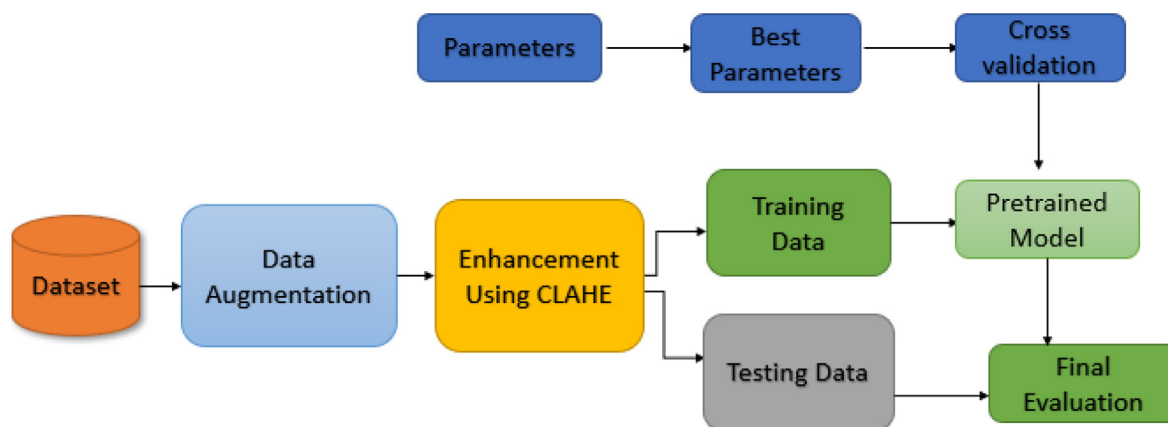 Parameters
Best
Parameters
Cross
validation
Dataset
Data
Augmentation
Enhancement
Using CLAHE
Training
Data
Pretrained
Model
Testing Data
Final
Evaluation